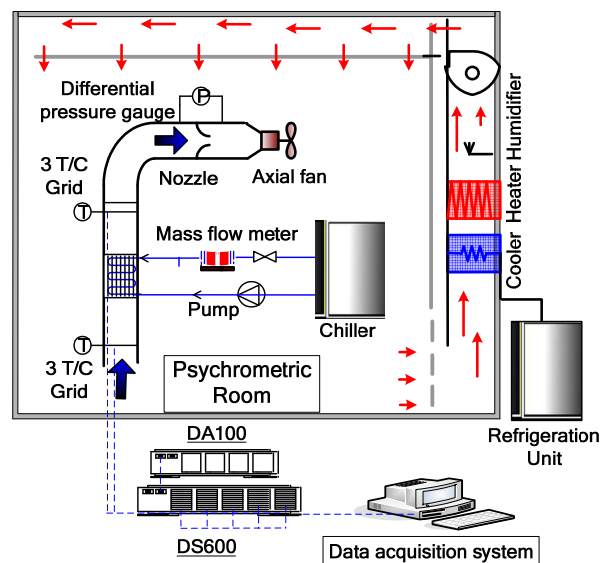 Differential
pressure gauge
P
3 T/C
Grid
Nozzle
Axial fan
T
Mass flow meter
Pump
Chiller
T
3 T/C
Grid
Psychrometric
Room
Humidifier
Heater
Cooler
Refrigeration
Unit
DA100
DS600
Data acquisition system